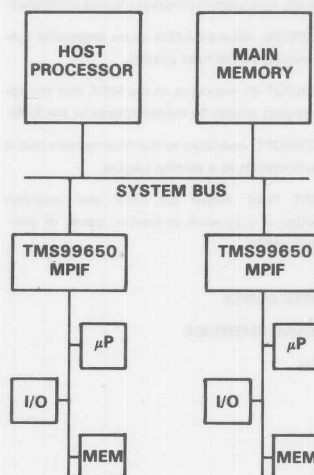 HOST
PROCESSOR
MAIN
MEMORY
SYSTEM BUS
TMS99650
MPIF
TMS99650
MPIF
μP
μP
I/O
I/O
MEM
MEM